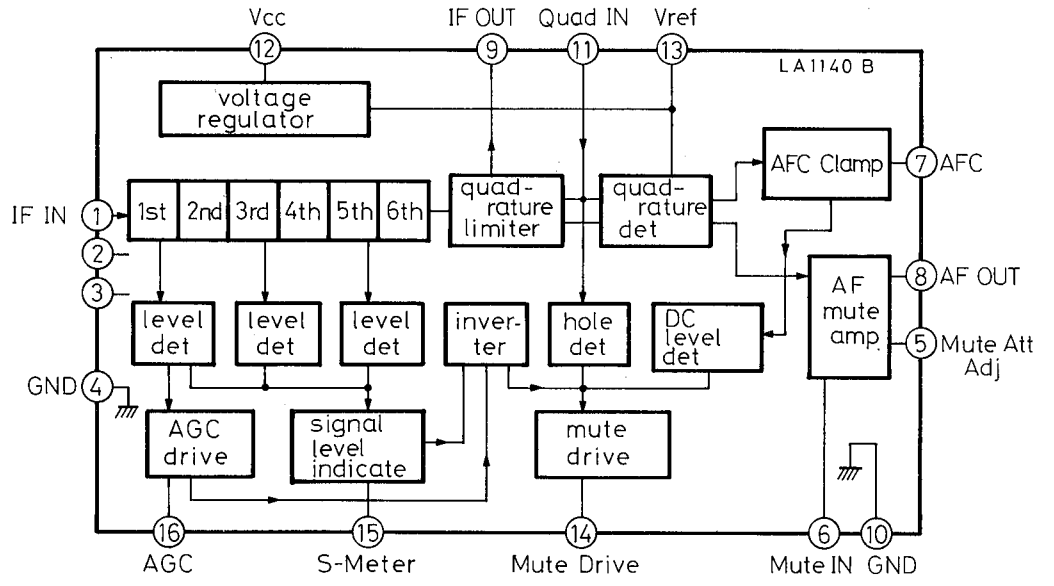 Vcc
IF OUT
Quad IN
Vref
12
9
11
13
LA1140 B
voltage
regulator
AFC Clamp
7
AFC
IF IN
1
1st
2nd
3rd
4th
5th
6th
quad-
rature
limiter
quad-
rature
det
2
3
8
AF OUT
AF
mute
amp.
5
Mute Att
Adj
level
det
level
det
level
det
inver-
ter
hole
det
DC
level
det
GND
4
AGC
drive
signal
level
indicate
mute
drive
16
15
14
6
10
AGC
S-Meter
Mute Drive
Mute IN
GND